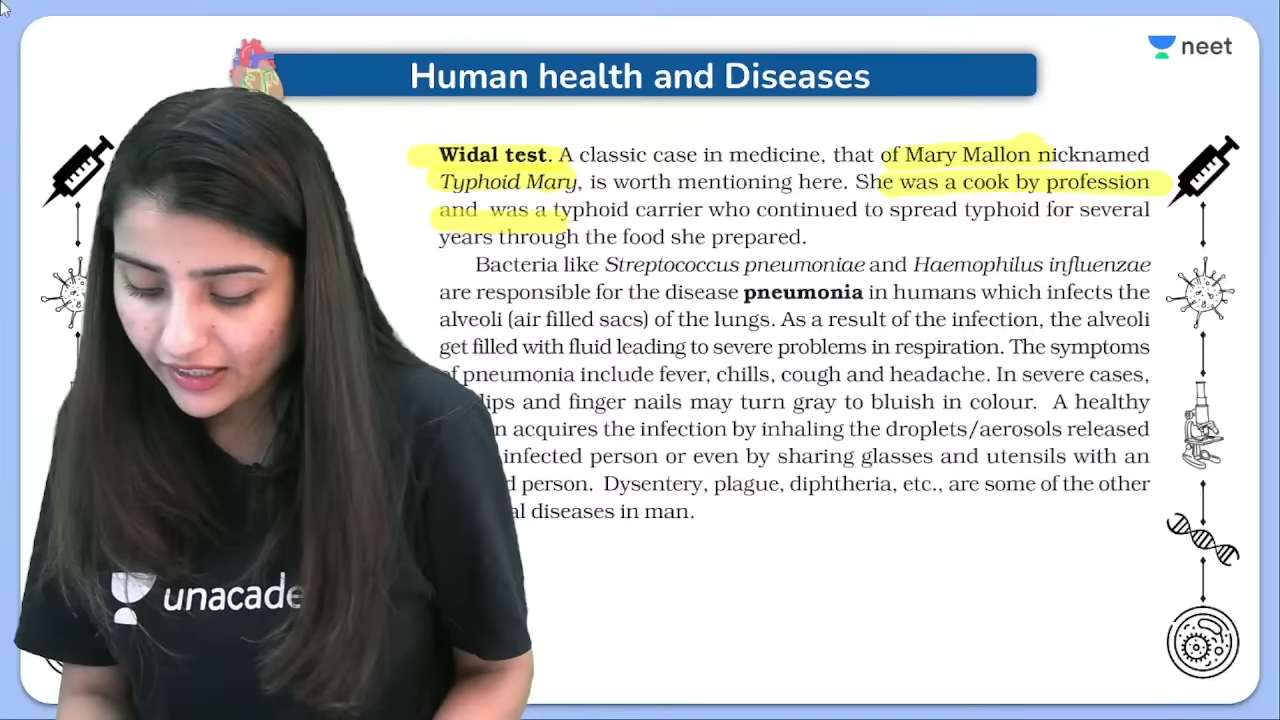 Human health and Diseases
neet
Widal test. A classic case in medicine, that of Mary Mallon nicknamed
Typhoid Mary, is worth mentioning here. She was a cook by profession
and was a typhoid carrier who continued to spread typhoid for several
years through the food she prepared.
Bacteria like Streptococcus pneumoniae and Haemophilus influenzae
are responsible for the disease pneumonia in humans which infects the
alveoli (air filled sacs) of the lungs. As a result of the infection, the alveoli
get filled with fluid leading to severe problems in respiration. The symptoms
of pneumonia include fever, chills, cough and headache. In severe cases,
lips and finger nails may turn gray to bluish in colour. A healthy
acquires the infection by inhaling the droplets/aerosols released
infected person or even by sharing glasses and utensils with an
person. Dysentery, plague, diphtheria, etc., are some of the other
diseases in man.
unacade